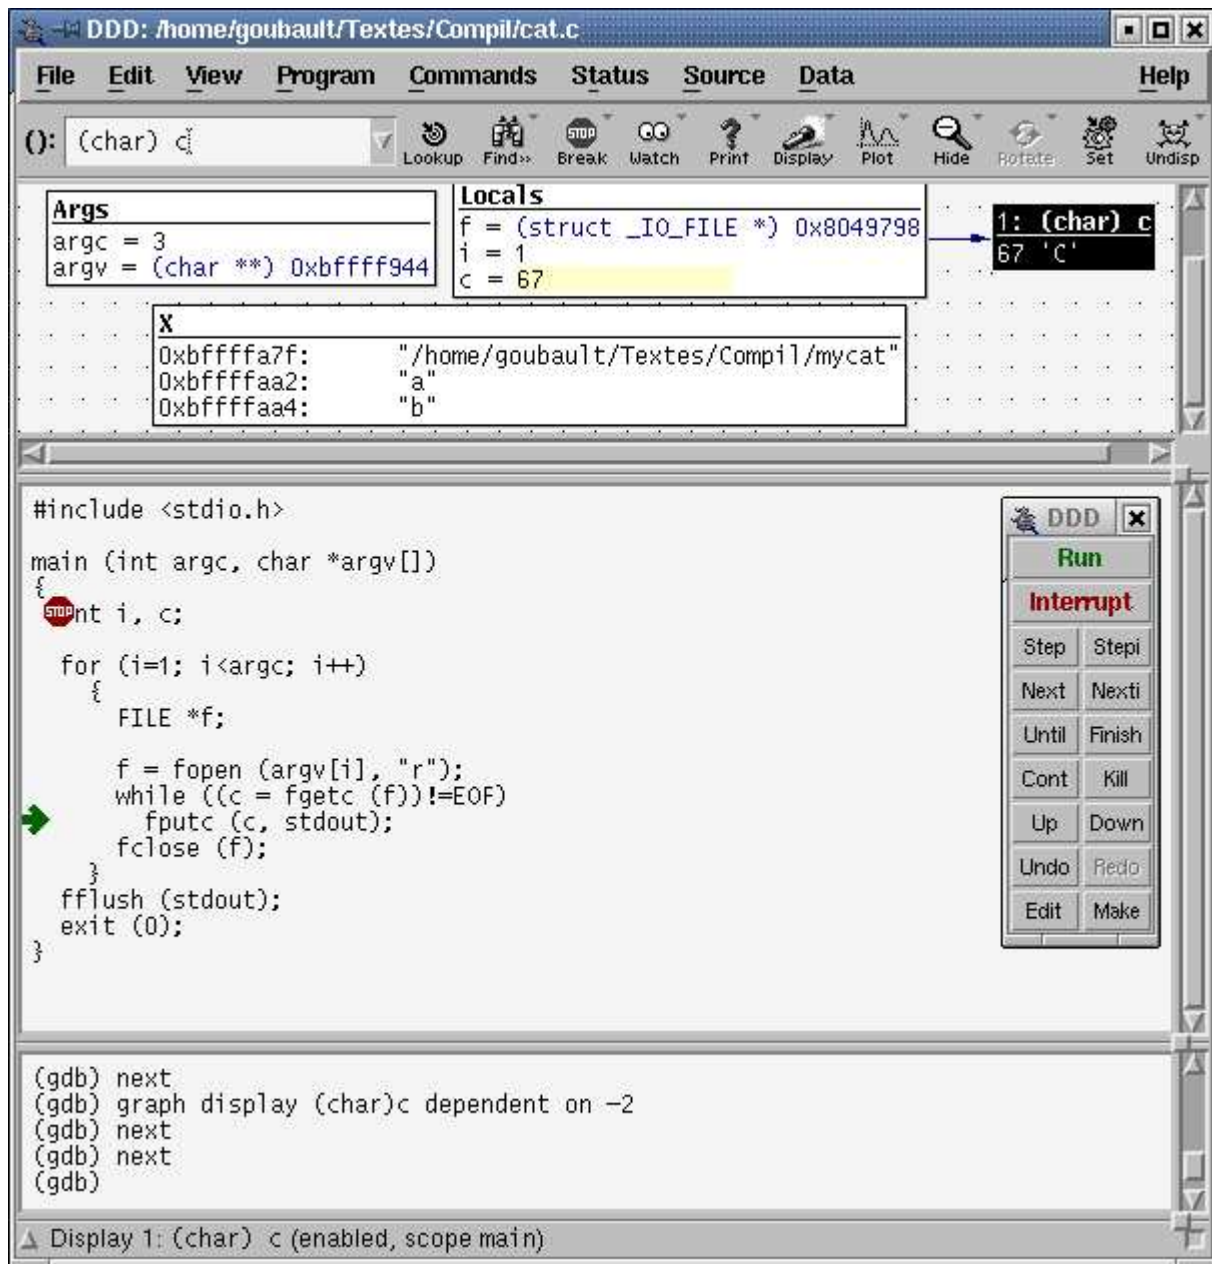 DDD: /home/goubault/Textes/Compil/cat.c
File Edit View Program Commands Status Source Data Help
(): (char) c
Lookup Find>> Break Watch Print Display Plot Hide Rotate Set Undisp
STOP
Args
argc = 3
argv = (char **) 0xbffff944
Locals
f = (struct _IO_FILE *) 0x8049798
i = 1
c = 67
1: (char) c
67 'C'
X
0xbffffa7f: "/home/goubault/Textes/Compil/mycat"
0xbffffaa2: "a"
0xbffffaa4: "b"
#include <stdio.h>
main (int argc, char *argv[])
{
STOP nt i, c;
for (i=1; i<argc; i++)
{
FILE *f;
f = fopen (argv[i], "r");
while ((c = fgetc (f))!=EOF)
fputc (c, stdout);
fclose (f);
}
fflush (stdout);
exit (0);
}
DDD
Run
Interrupt
Step Stepi
Next Nexti
Until Finish
Cont Kill
Up Down
Undo Redo
Edit Make
(gdb) next
(gdb) graph display (char)c dependent on -2
(gdb) next
(gdb) next
(gdb)
Display 1: (char) c (enabled, scope main)